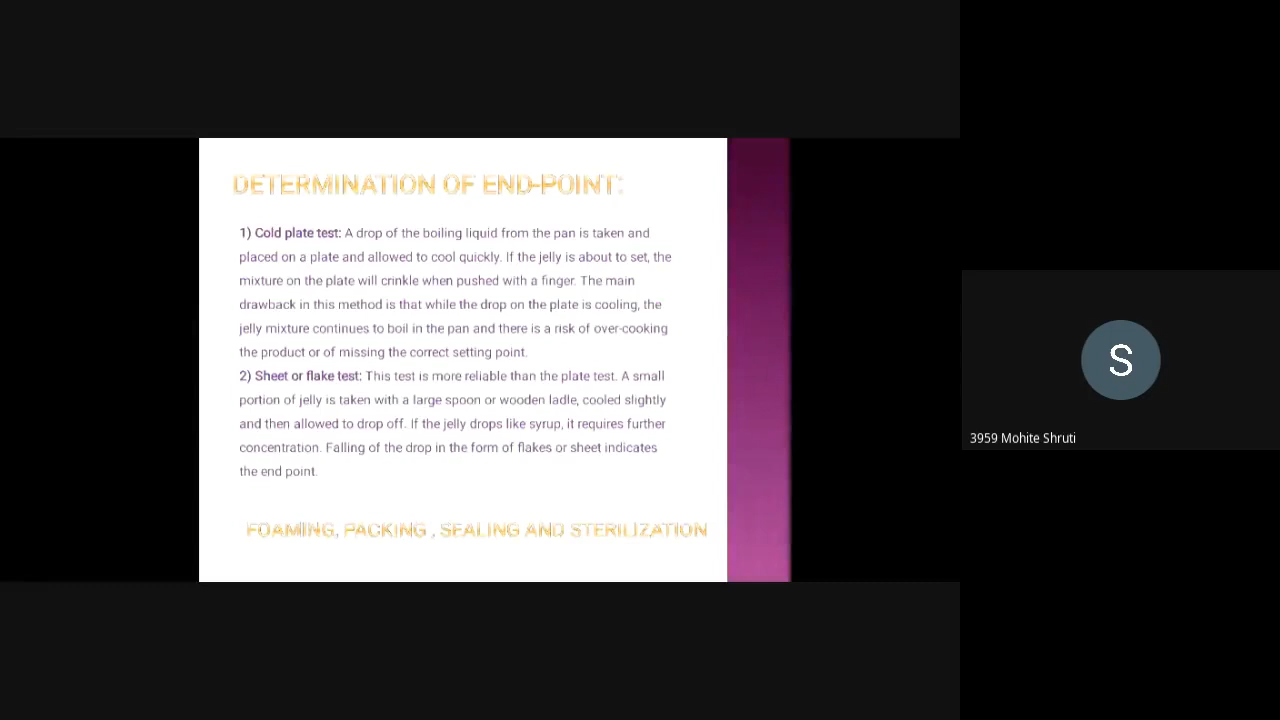 DETERMINATION OF END-POINT:
1) Cold plate test: A drop of the boiling liquid from the pan is taken and
placed on a plate and allowed to cool quickly. If the jelly is about to set, the
mixture on the plate will crinkle when pushed with a finger. The main
drawback in this method is that while the drop on the plate is cooling, the
jelly mixture continues to boil in the pan and there is a risk of over-cooking
the product or of missing the correct setting point.
2) Sheet or flake test: This test is more reliable than the plate test. A small
portion of jelly is taken with a large spoon or wooden ladle, cooled slightly
and then allowed to drop off. If the jelly drops like syrup, it requires further
concentration. Falling of the drop in the form of flakes or sheet indicates
the end point.
FOAMING, PACKING , SEALING AND STERILIZATION
S
3959 Mohite Shruti